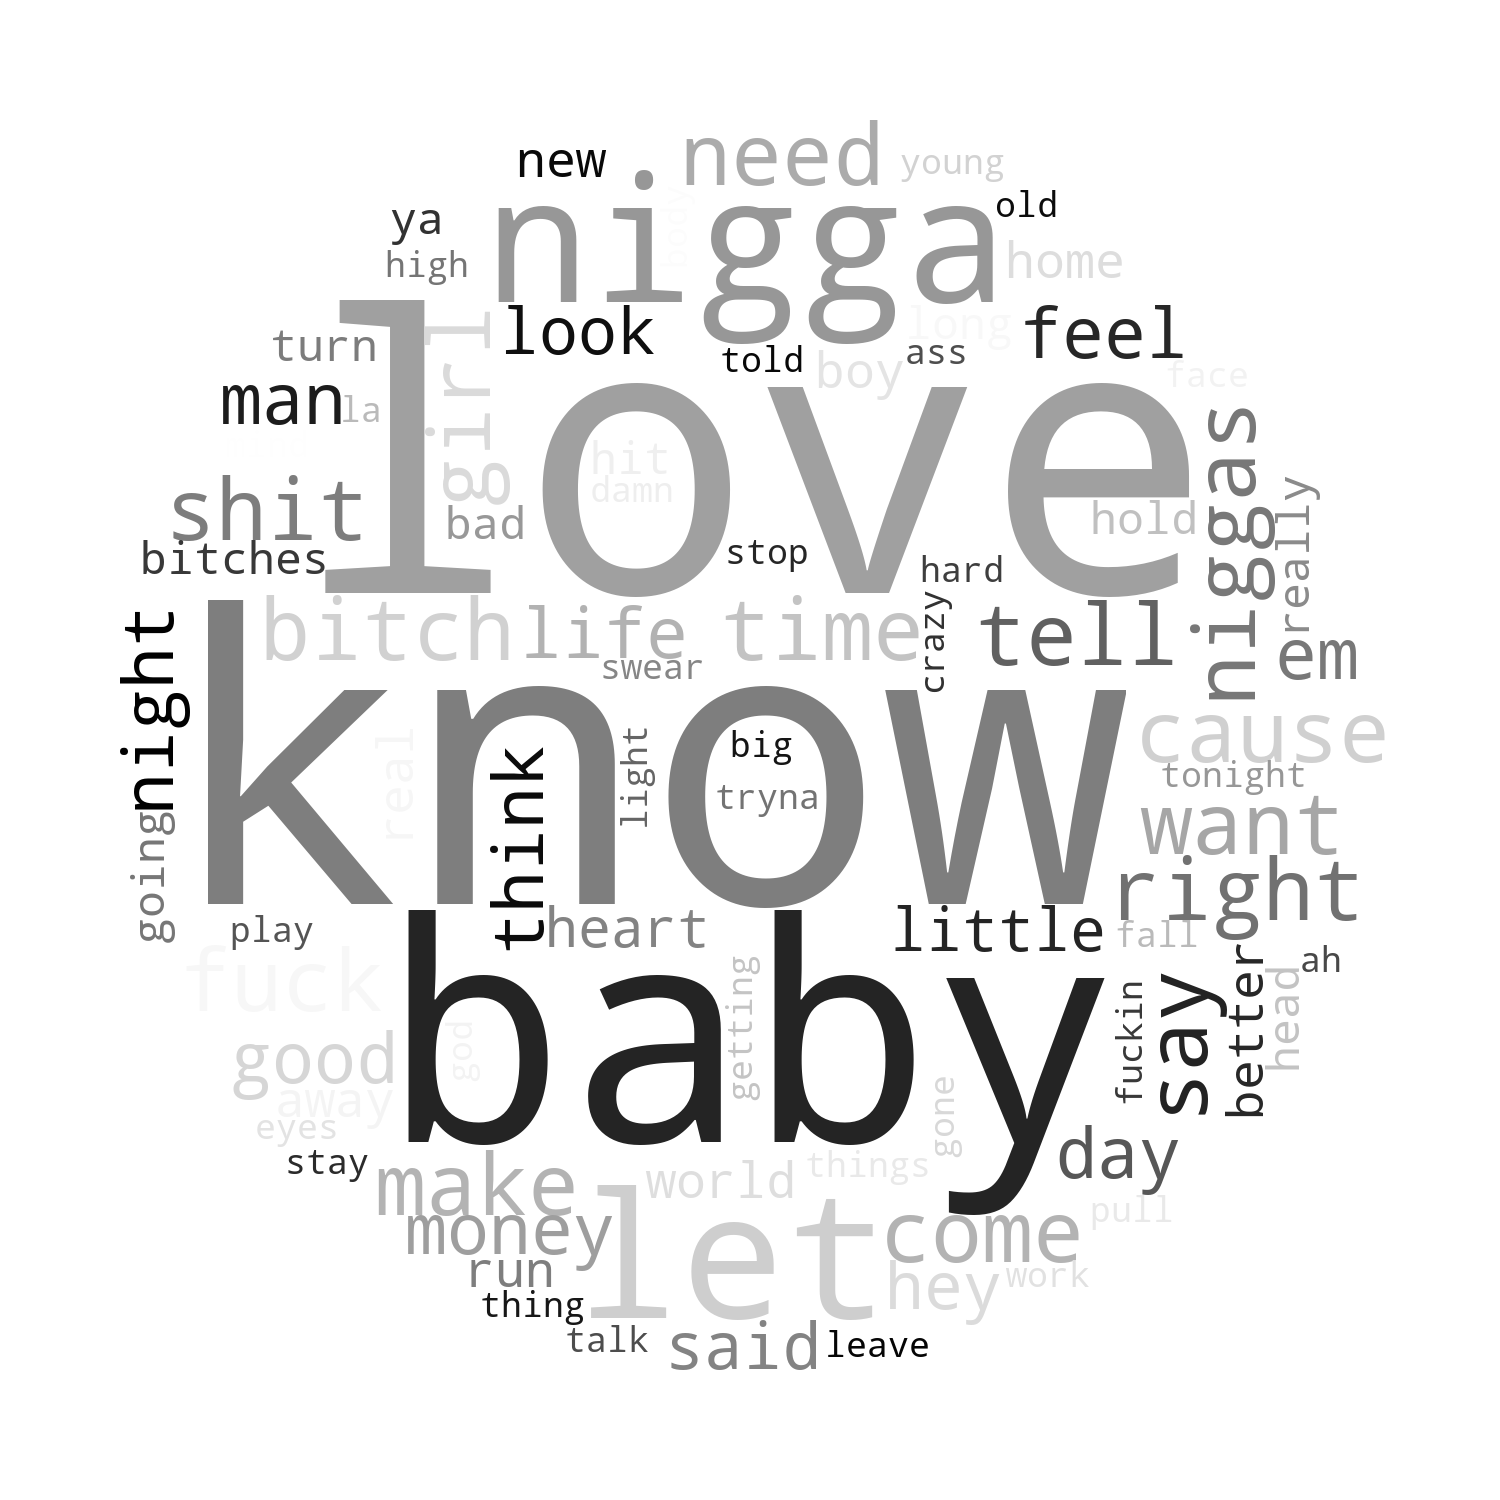 new
need
young
nigga
body
ya
old
high
home
girl
look
long
feel
love
turn
told
boy
ass
face
man
la
niggas
hit
damn
shit
bad
hold
really
bitches
stop
hard
bitch
life
time
crazy
tell
em
swear
night
know
cause
real
think
light
big
tonight
tryna
want
going
right
play
heart
little
fall
ah
fuck
baby
getting
fuckin
say
better
head
good
god
away
eyes
gone
day
stay
make
world
things
let
money
come
pull
run
hey
work
thing
talk
said
leave